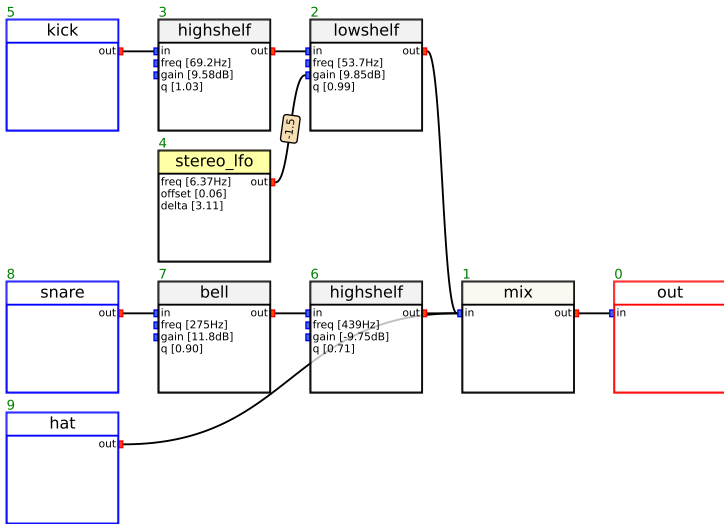 5
kick
out
3
highshelf
in out
freq [69.2Hz]
gain [9.58dB]
q [1.03]
2
lowshelf
in out
freq [53.7Hz]
gain [9.85dB]
q [0.99]
-1.5
4
stereo_lfo
freq [6.37Hz] out
offset [0.06]
delta [3.11]
8
snare
out
7
bell
in out
freq [275Hz]
gain [11.8dB]
q [0.90]
6
highshelf
in out
freq [439Hz]
gain [-9.75dB]
q [0.71]
1
mix
in out
0
out
in
9
hat
out